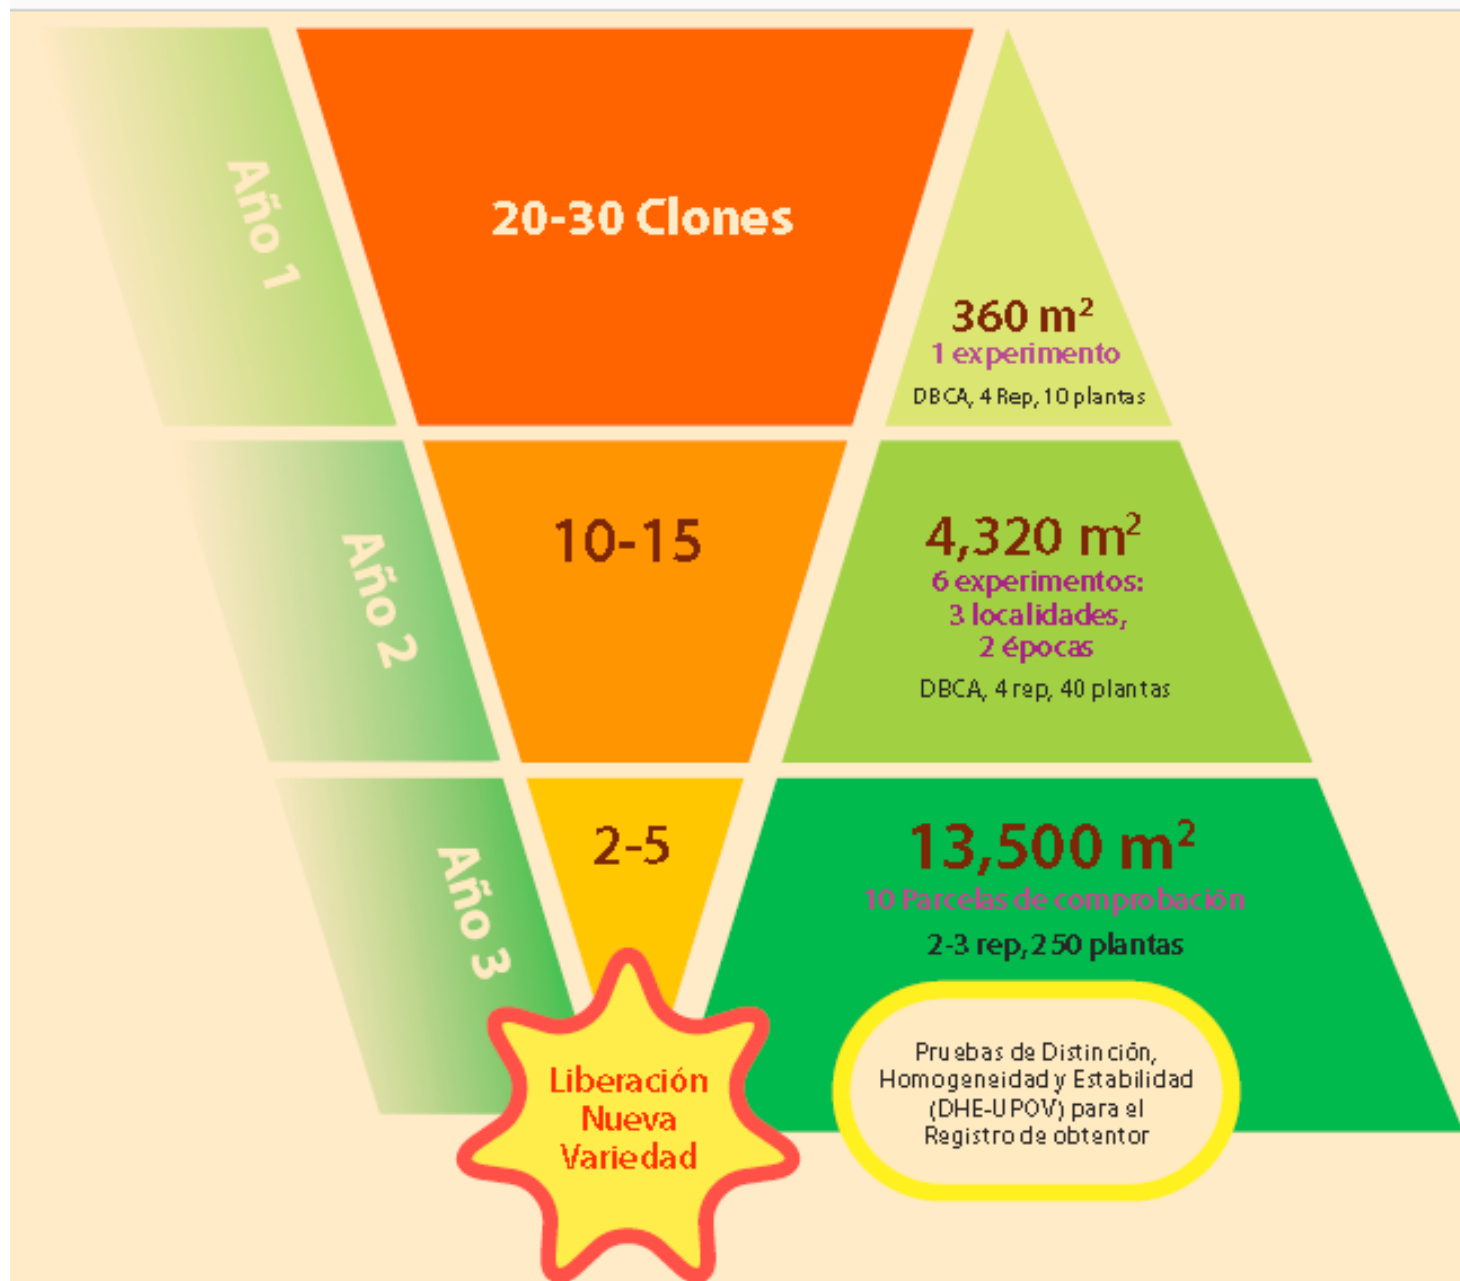 Año 1
20-30 Clones
360 m²
1 experimento
DBCA, 4 Rep, 10 plantas
Año 2
10-15
4,320 m²
6 experimentos:
3 localidades,
2 épocas
DBCA, 4 rep, 40 plantas
Año 3
2-5
13,500 m²
10 Parcelas de comprobación
2-3 rep, 250 plantas
Liberación
Nueva
Variedad
Pruebas de Distinción,
Homogeneidad y Estabilidad
(DHE-UPOV) para el
Registro de obtentor